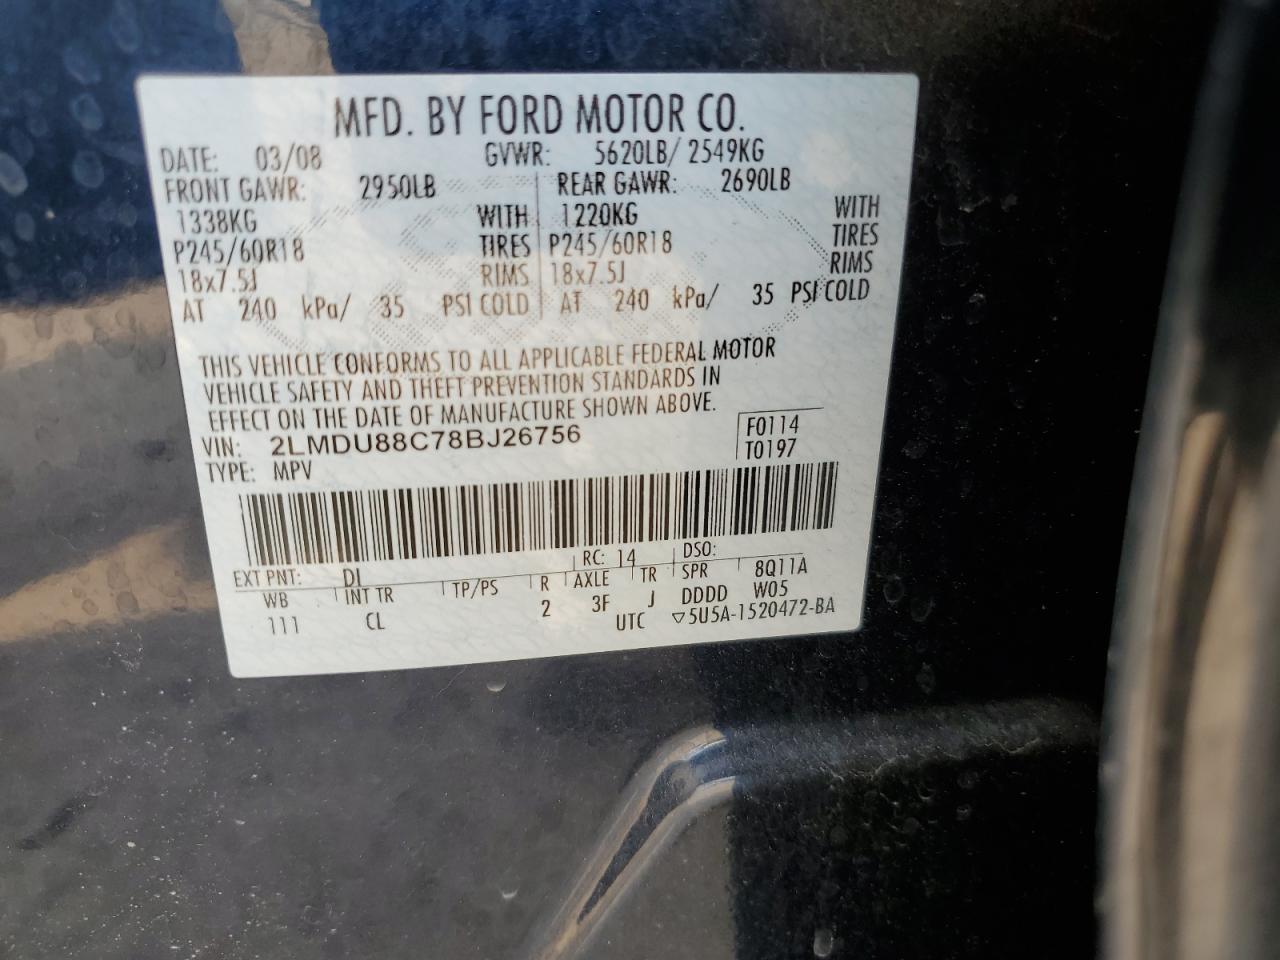 MFD. BY FORD MOTOR CO.
DATE: 03/08 GVWR: 5620LB/ 2549KG
FRONT GAWR: 2950LB REAR GAWR: 2690LB
1338KG WITH 1220KG WITH
P245/60R18 TIRES P245/60R18 TIRES
18x7.5J RIMS 18x7.5J RIMS
AT 240 kPa/ 35 PSI COLD AT 240 kPa/ 35 PSI COLD
THIS VEHICLE CONFORMS TO ALL APPLICABLE FEDERAL MOTOR
VEHICLE SAFETY AND THEFT PREVENTION STANDARDS IN
EFFECT ON THE DATE OF MANUFACTURE SHOWN ABOVE.
VIN: 2LMDU88C78BJ26756 F0114
TYPE: MPV T0197
EXT PNT: DI RC: 14 DSO:
WB INT TR TP/PS R AXLE TR SPR 8Q11A
111 CL 2 3F J DDDD W05
UTC ▽5U5A-1520472-BA